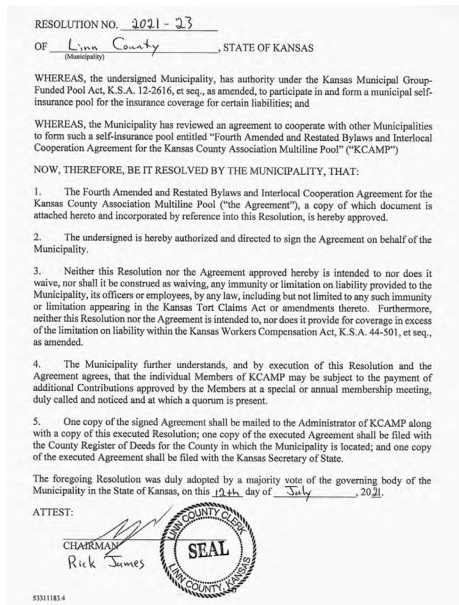 RESOLUTION NO. 2021 - 23
OF Linn County, STATE OF KANSAS
(Municipality)
WHEREAS, the undersigned Municipality, has authority under the Kansas Municipal Group-
Funded Pool Act, K.S.A. 12-2616, et seq., as amended, to participate in and form a municipal self-
insurance pool for the insurance coverage for certain liabilities; and
WHEREAS, the Municipality has reviewed an agreement to cooperate with other Municipalities
to form such a self-insurance pool entitled "Fourth Amended and Restated Bylaws and Interlocal
Cooperation Agreement for the Kansas County Association Multiline Pool" ("KCAMP")
NOW, THEREFORE, BE IT RESOLVED BY THE MUNICIPALITY, THAT:
1. The Fourth Amended and Restated Bylaws and Interlocal Cooperation Agreement for the
Kansas County Association Multiline Pool ("the Agreement"), a copy of which document is
attached hereto and incorporated by reference into this Resolution, is hereby approved.
2. The undersigned is hereby authorized and directed to sign the Agreement on behalf of the
Municipality.
3. Neither this Resolution nor the Agreement approved hereby is intended to nor does it
waive, nor shall it be construed as waiving, any immunity or limitation on liability provided to the
Municipality, its officers or employees, by any law, including but not limited to any such immunity
or limitation appearing in the Kansas Tort Claims Act or amendments thereto. Furthermore,
neither this Resolution nor the Agreement is intended to, nor does it provide for coverage in excess
of the limitation on liability within the Kansas Workers Compensation Act, K.S.A. 44-501, et seq.,
as amended.
4. The Municipality further understands, and by execution of this Resolution and the
Agreement agrees, that the individual Members of KCAMP may be subject to the payment of
additional Contributions approved by the Members at a special or annual membership meeting,
duly called and noticed and at which a quorum is present.
5. One copy of the signed Agreement shall be mailed to the Administrator of KCAMP along
with a copy of this executed Resolution; one copy of the executed Agreement shall be filed with
the County Register of Deeds for the County in which the Municipality is located; and one copy
of the executed Agreement shall be filed with the Kansas Secretary of State.
The foregoing Resolution was duly adopted by a majority vote of the governing body of the
Municipality in the State of Kansas, on this 12th day of July, 2021.
ATTEST:
CHAIRMAN
Rick James
LINN COUNTY CLERK
SEAL
LINN COUNTY, KANSAS
53311183.4